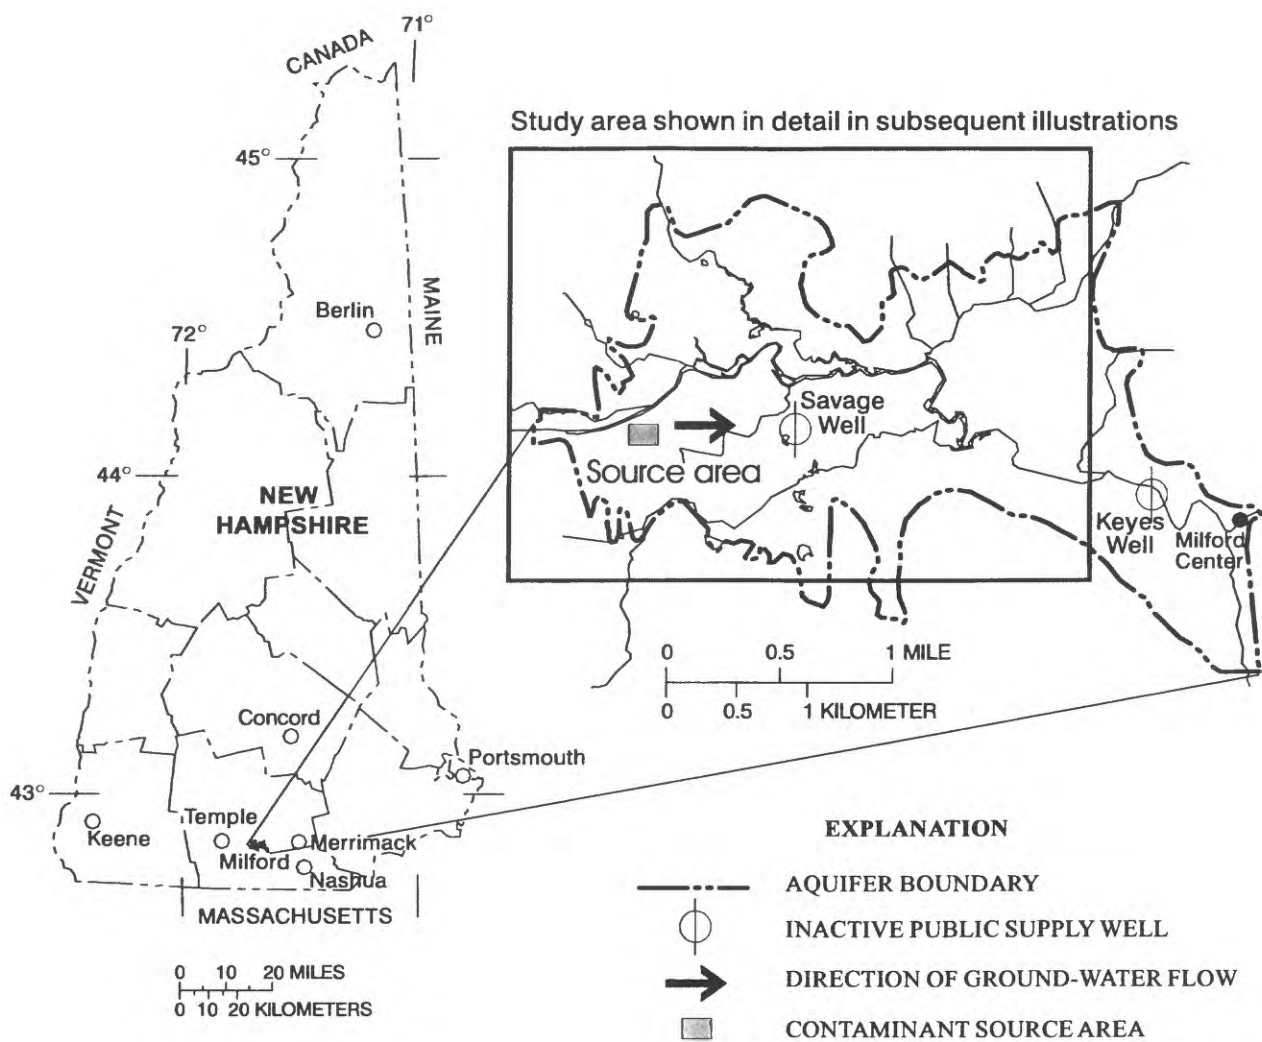 71°
CANADA
Study area shown in detail in subsequent illustrations
45°
MAINE
Berlin
72°
Savage
Well
Source area
44°
NEW
HAMPSHIRE
VERMONT
Keyes
Well
Milford
Center
0 0.5 1 MILE
0 0.5 1 KILOMETER
Concord
Portsmouth
43°
Temple
Keene
Merrimack
Milford
Nashua
MASSACHUSETTS
0 10 20 MILES
0 10 20 KILOMETERS
EXPLANATION
AQUIFER BOUNDARY
INACTIVE PUBLIC SUPPLY WELL
DIRECTION OF GROUND-WATER FLOW
CONTAMINANT SOURCE AREA